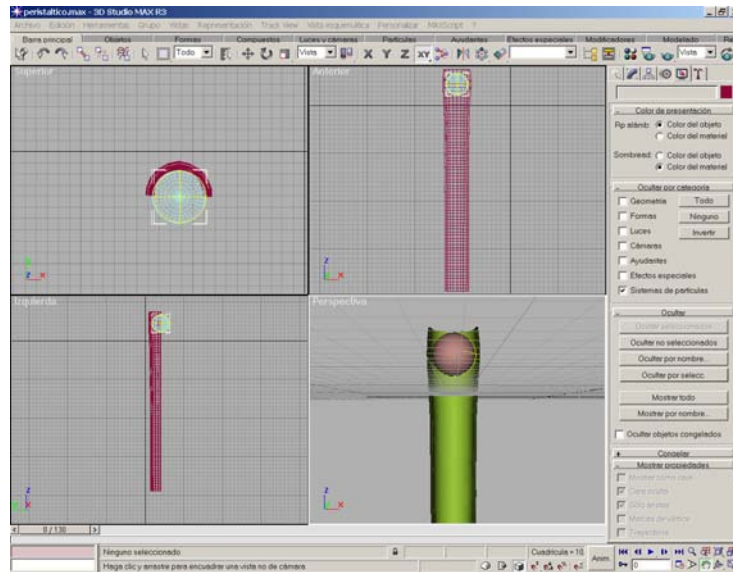 peristaltico.max - 3D Studio MAX R3
Archivo Edición Herramientas Grupo Vistas Representación Track View Vista esquemática Personalizar MAXScript ?
Barra principal Objetos Formas Compuestos Luces y cámaras Partículas Ayudantes Efectos especiales Modificadores Modelado
Todo Vista X Y Z XY Vista
Superior
Anterior
Izquierda
Perspectiva
Color de presentación
Rp alámb: Color del objeto
Color del material
Sombread: Color del objeto
Color del material
Ocultar por categoría
Geometría Todo
Formas Ninguno
Luces Invertir
Cámaras
Ayudantes
Efectos especiales
Sistemas de partículas
Ocultar
Ocultar seleccionados
Ocultar no seleccionados
Ocultar por nombre...
Ocultar por selecc.
Mostrar todo
Mostrar por nombre...
Ocultar objetos congelados
Congelar
Mostrar propiedades
Mostrar como caja
Cara oculta
Sólo aristas
Marcas de vértice
Trayectoria
0 / 130
Ninguno seleccionado
Cuadrícula = 10
Haga clic y arrastre para encuadrar una vista no de cámara.
Anim.
0